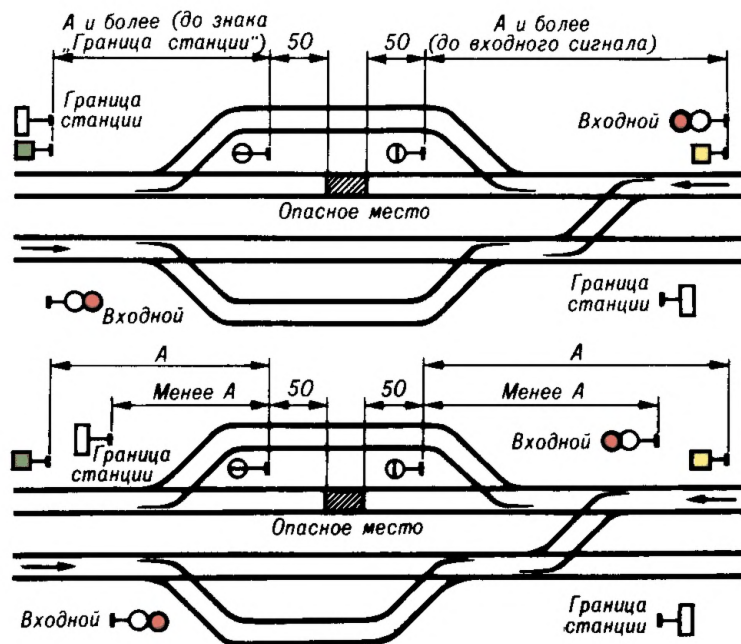 А и более (до знака
„Граница станции“)
50
50
А и более
(до входного сигнала)
Граница
станции
Входной
Опасное место
Входной
Граница
станции
А
А
Менее А
50
50
Менее А
Граница
станции
Входной
Опасное место
Входной
Граница
станции